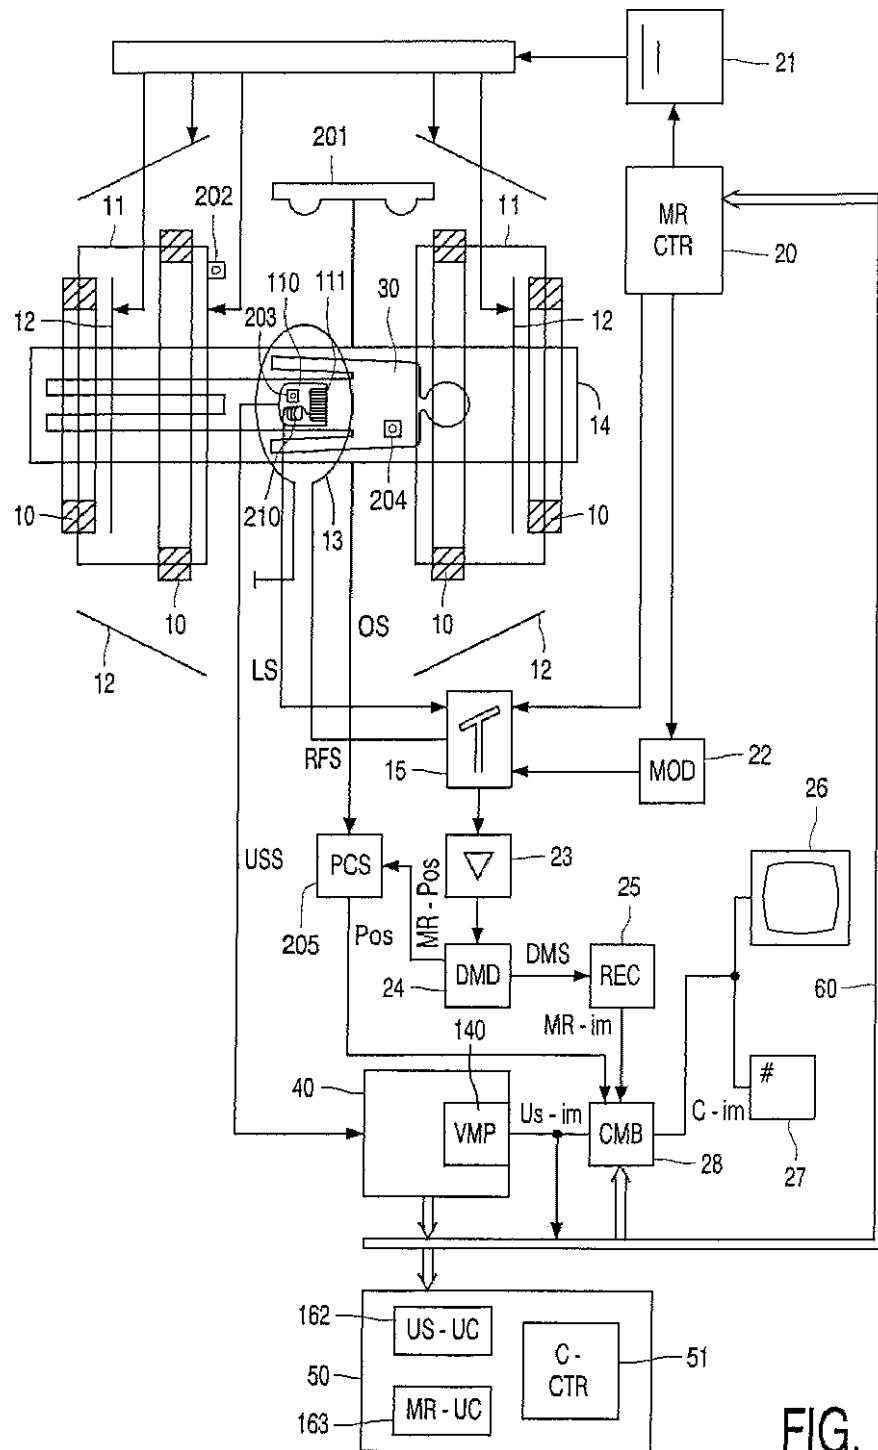 21
201
11
202
11
MR
CTR
20
110
111
30
12
203
12
14
210
204
10
13
10
10
10
OS
12
LS
12
RFS
15
MOD
22
26
USS
PCS
23
205
Pos
MR - Pos
25
DMS
DMD
REC
24
60
MR - im
140
40
#
Us - im
C - im
VMP
CMB
28
27
162
US - UC
C -
CTR
51
50
MR - UC
163
FIG.